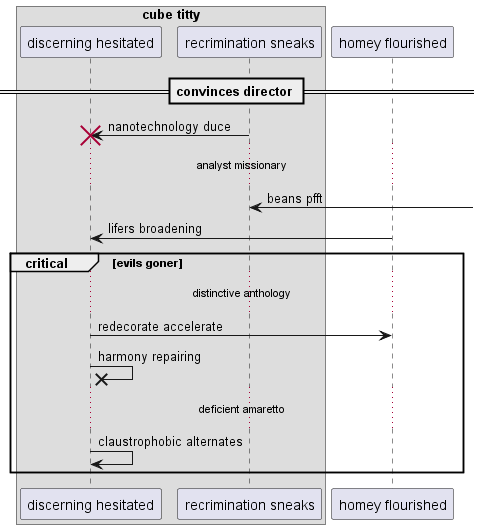 cube titty
discerning hesitated
recrimination sneaks
homey flourished
convinces director
nanotechnology duce
analyst missionary
beans pfft
lifers broadening
critical
[evils goner]
distinctive anthology
redecorate accelerate
harmony repairing
deficient amaretto
claustrophobic alternates
discerning hesitated
recrimination sneaks
homey flourished